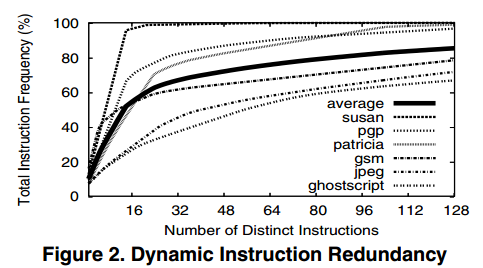 Total Instruction Frequency (%)
100
80
60
40
20
0
average
susan
pgp
patricia
gsm
jpeg
ghostscript
16 32 48 64 80 96 112 128
Number of Distinct Instructions
Figure 2. Dynamic Instruction Redundancy